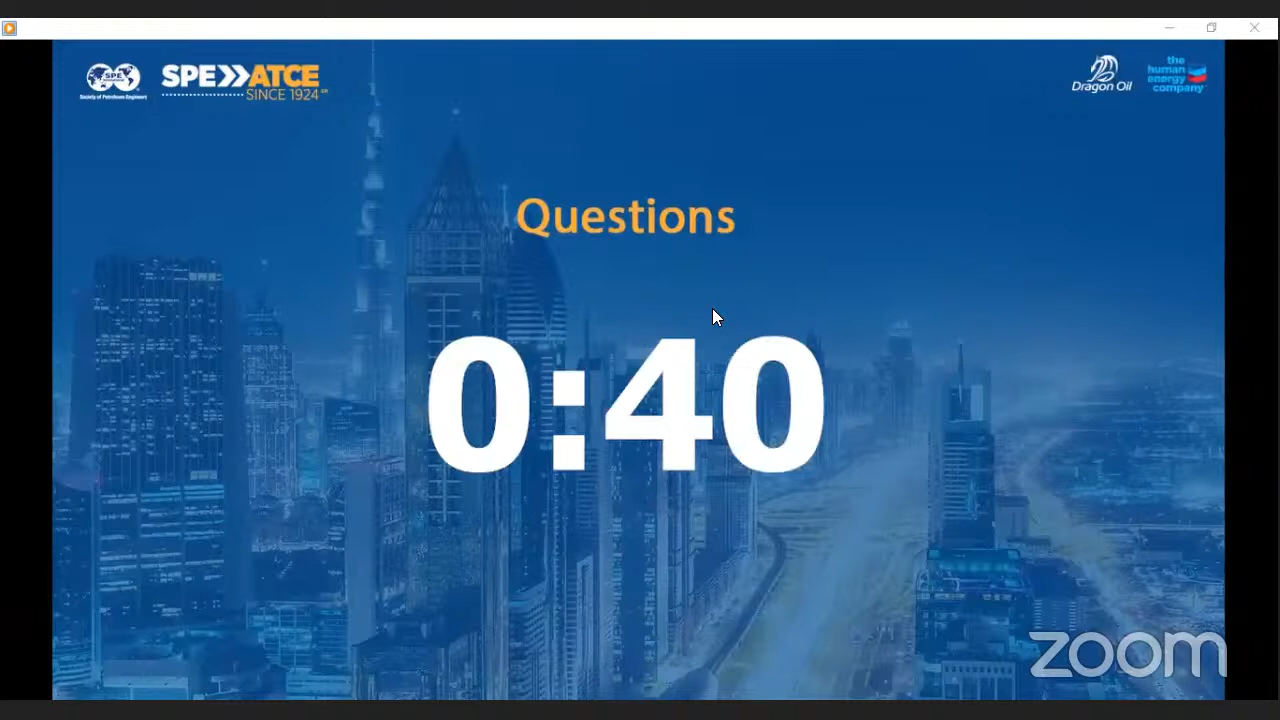 SPE
International
Society of Petroleum Engineers
SPE ATCE
SINCE 1924
Dragon Oil
the
human
energy
company
Questions
0:40
zoom